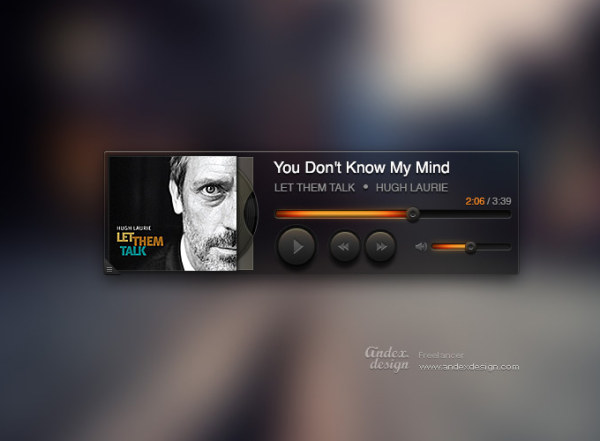 You Don't Know My Mind
LET THEM TALK • HUGH LAURIE
2:06 / 3:39
HUGH LAURIE
LET THEM
TALK
andex
design
Freelancer
www.andexdesign.com